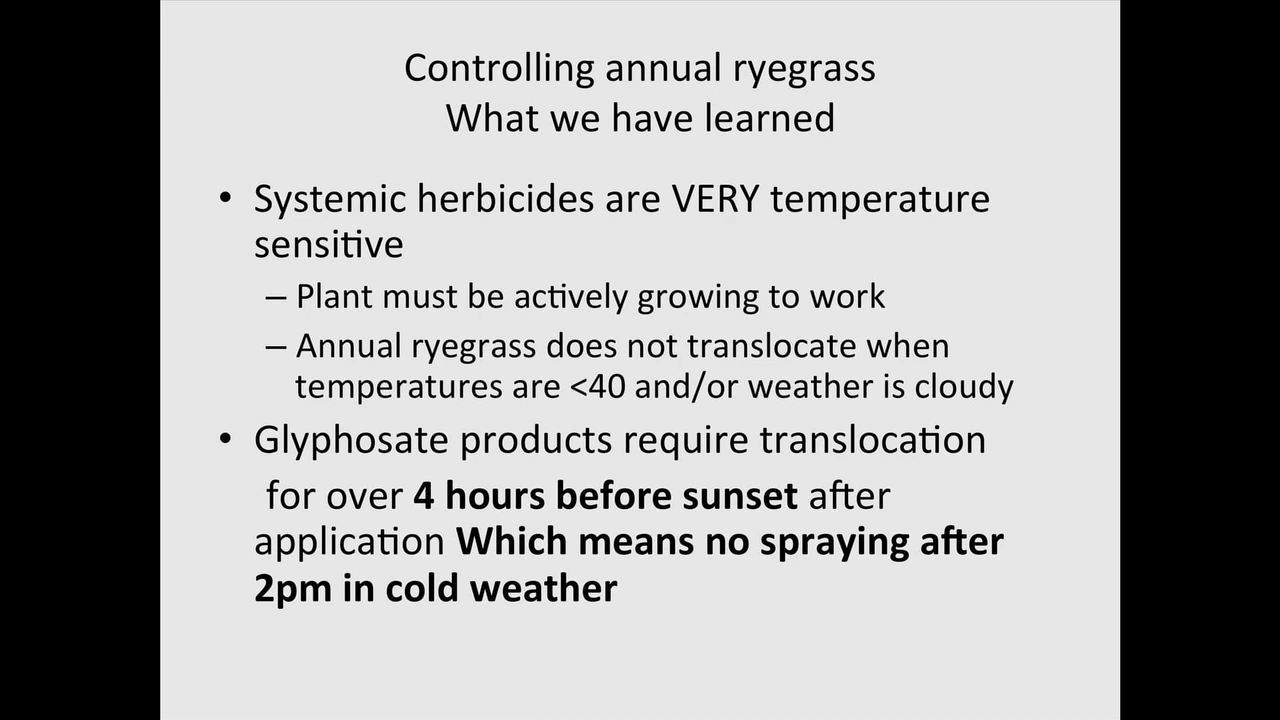 Controlling annual ryegrass
What we have learned
• Systemic herbicides are VERY temperature
sensitive
– Plant must be actively growing to work
– Annual ryegrass does not translocate when
temperatures are <40 and/or weather is cloudy
• Glyphosate products require translocation
for over 4 hours before sunset after
application Which means no spraying after
2pm in cold weather